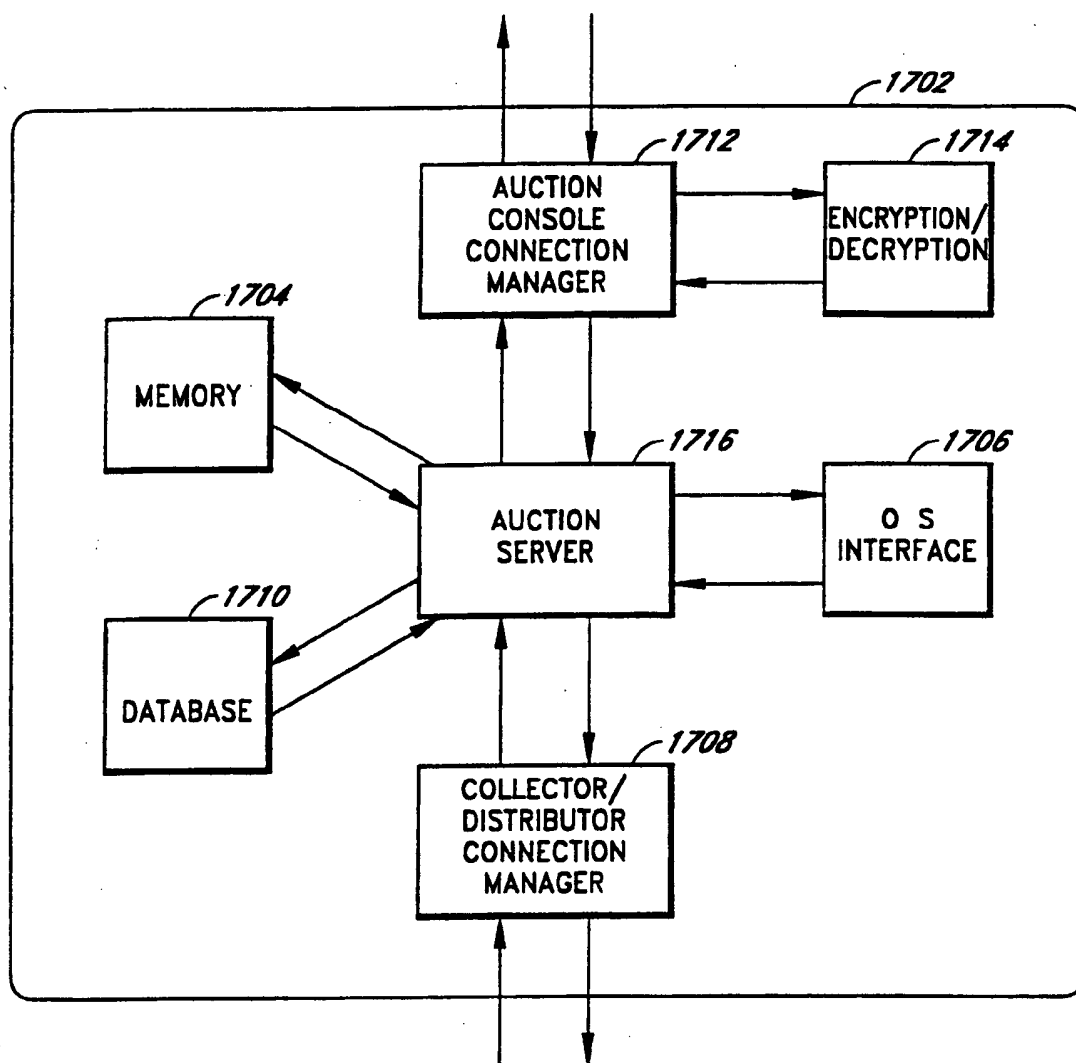 1702
1712
AUCTION
CONSOLE
CONNECTION
MANAGER
1714
ENCRYPTION/
DECRYPTION
1704
MEMORY
1716
AUCTION
SERVER
1706
O S
INTERFACE
1710
DATABASE
1708
COLLECTOR/
DISTRIBUTOR
CONNECTION
MANAGER